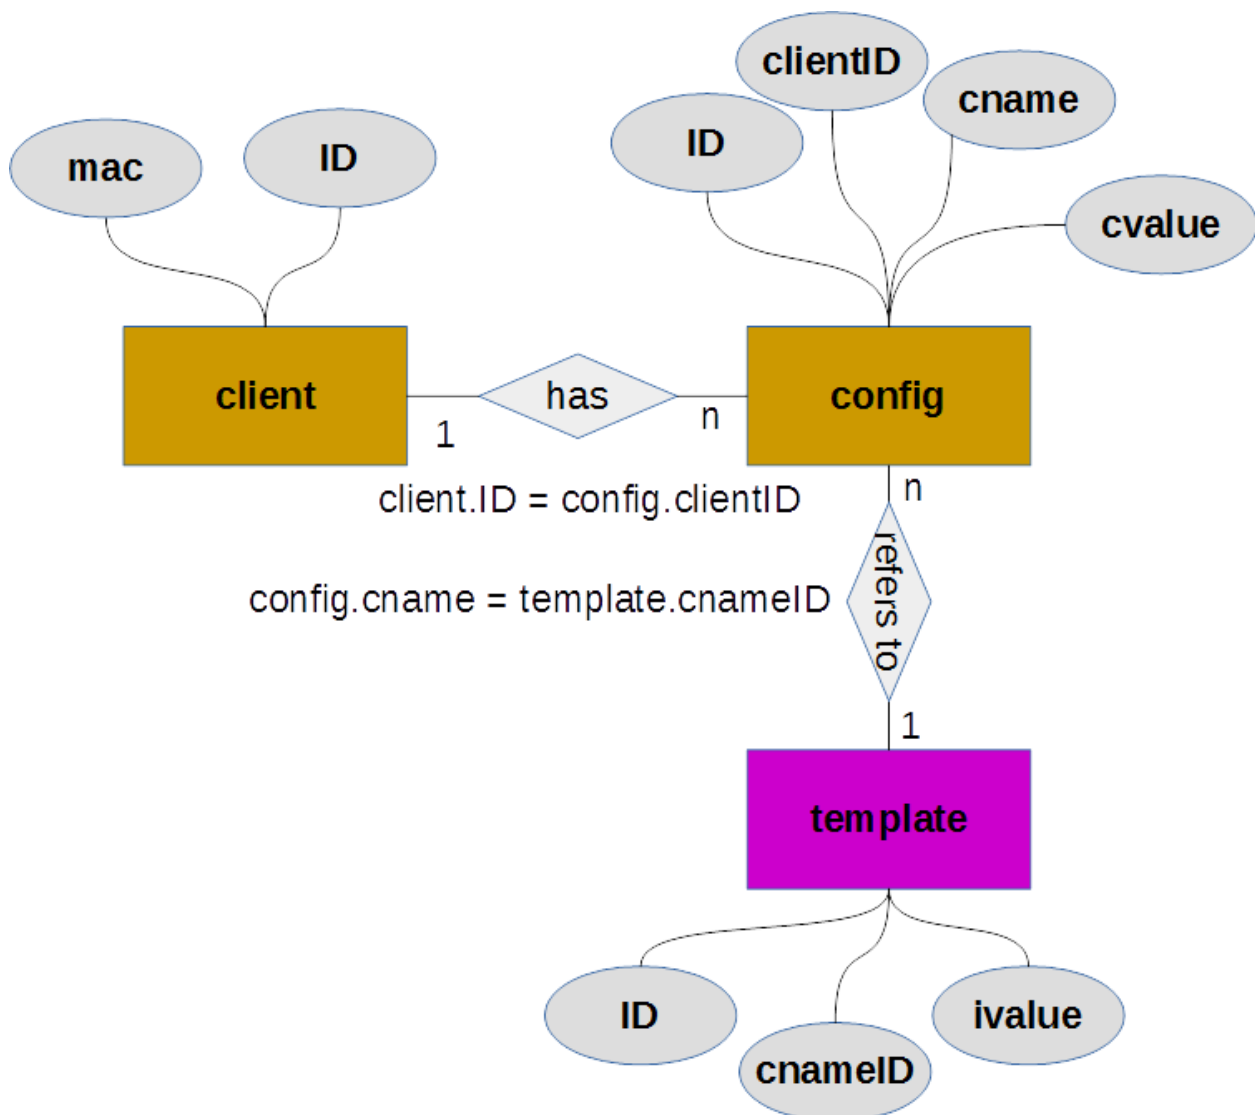 clientID
cname
ID
mac
ID
cvalue
client
has
config
1
n
client.ID = config.clientID
n
config.cname = template.cnameID
refers to
1
template
ID
ivalue
cnameID